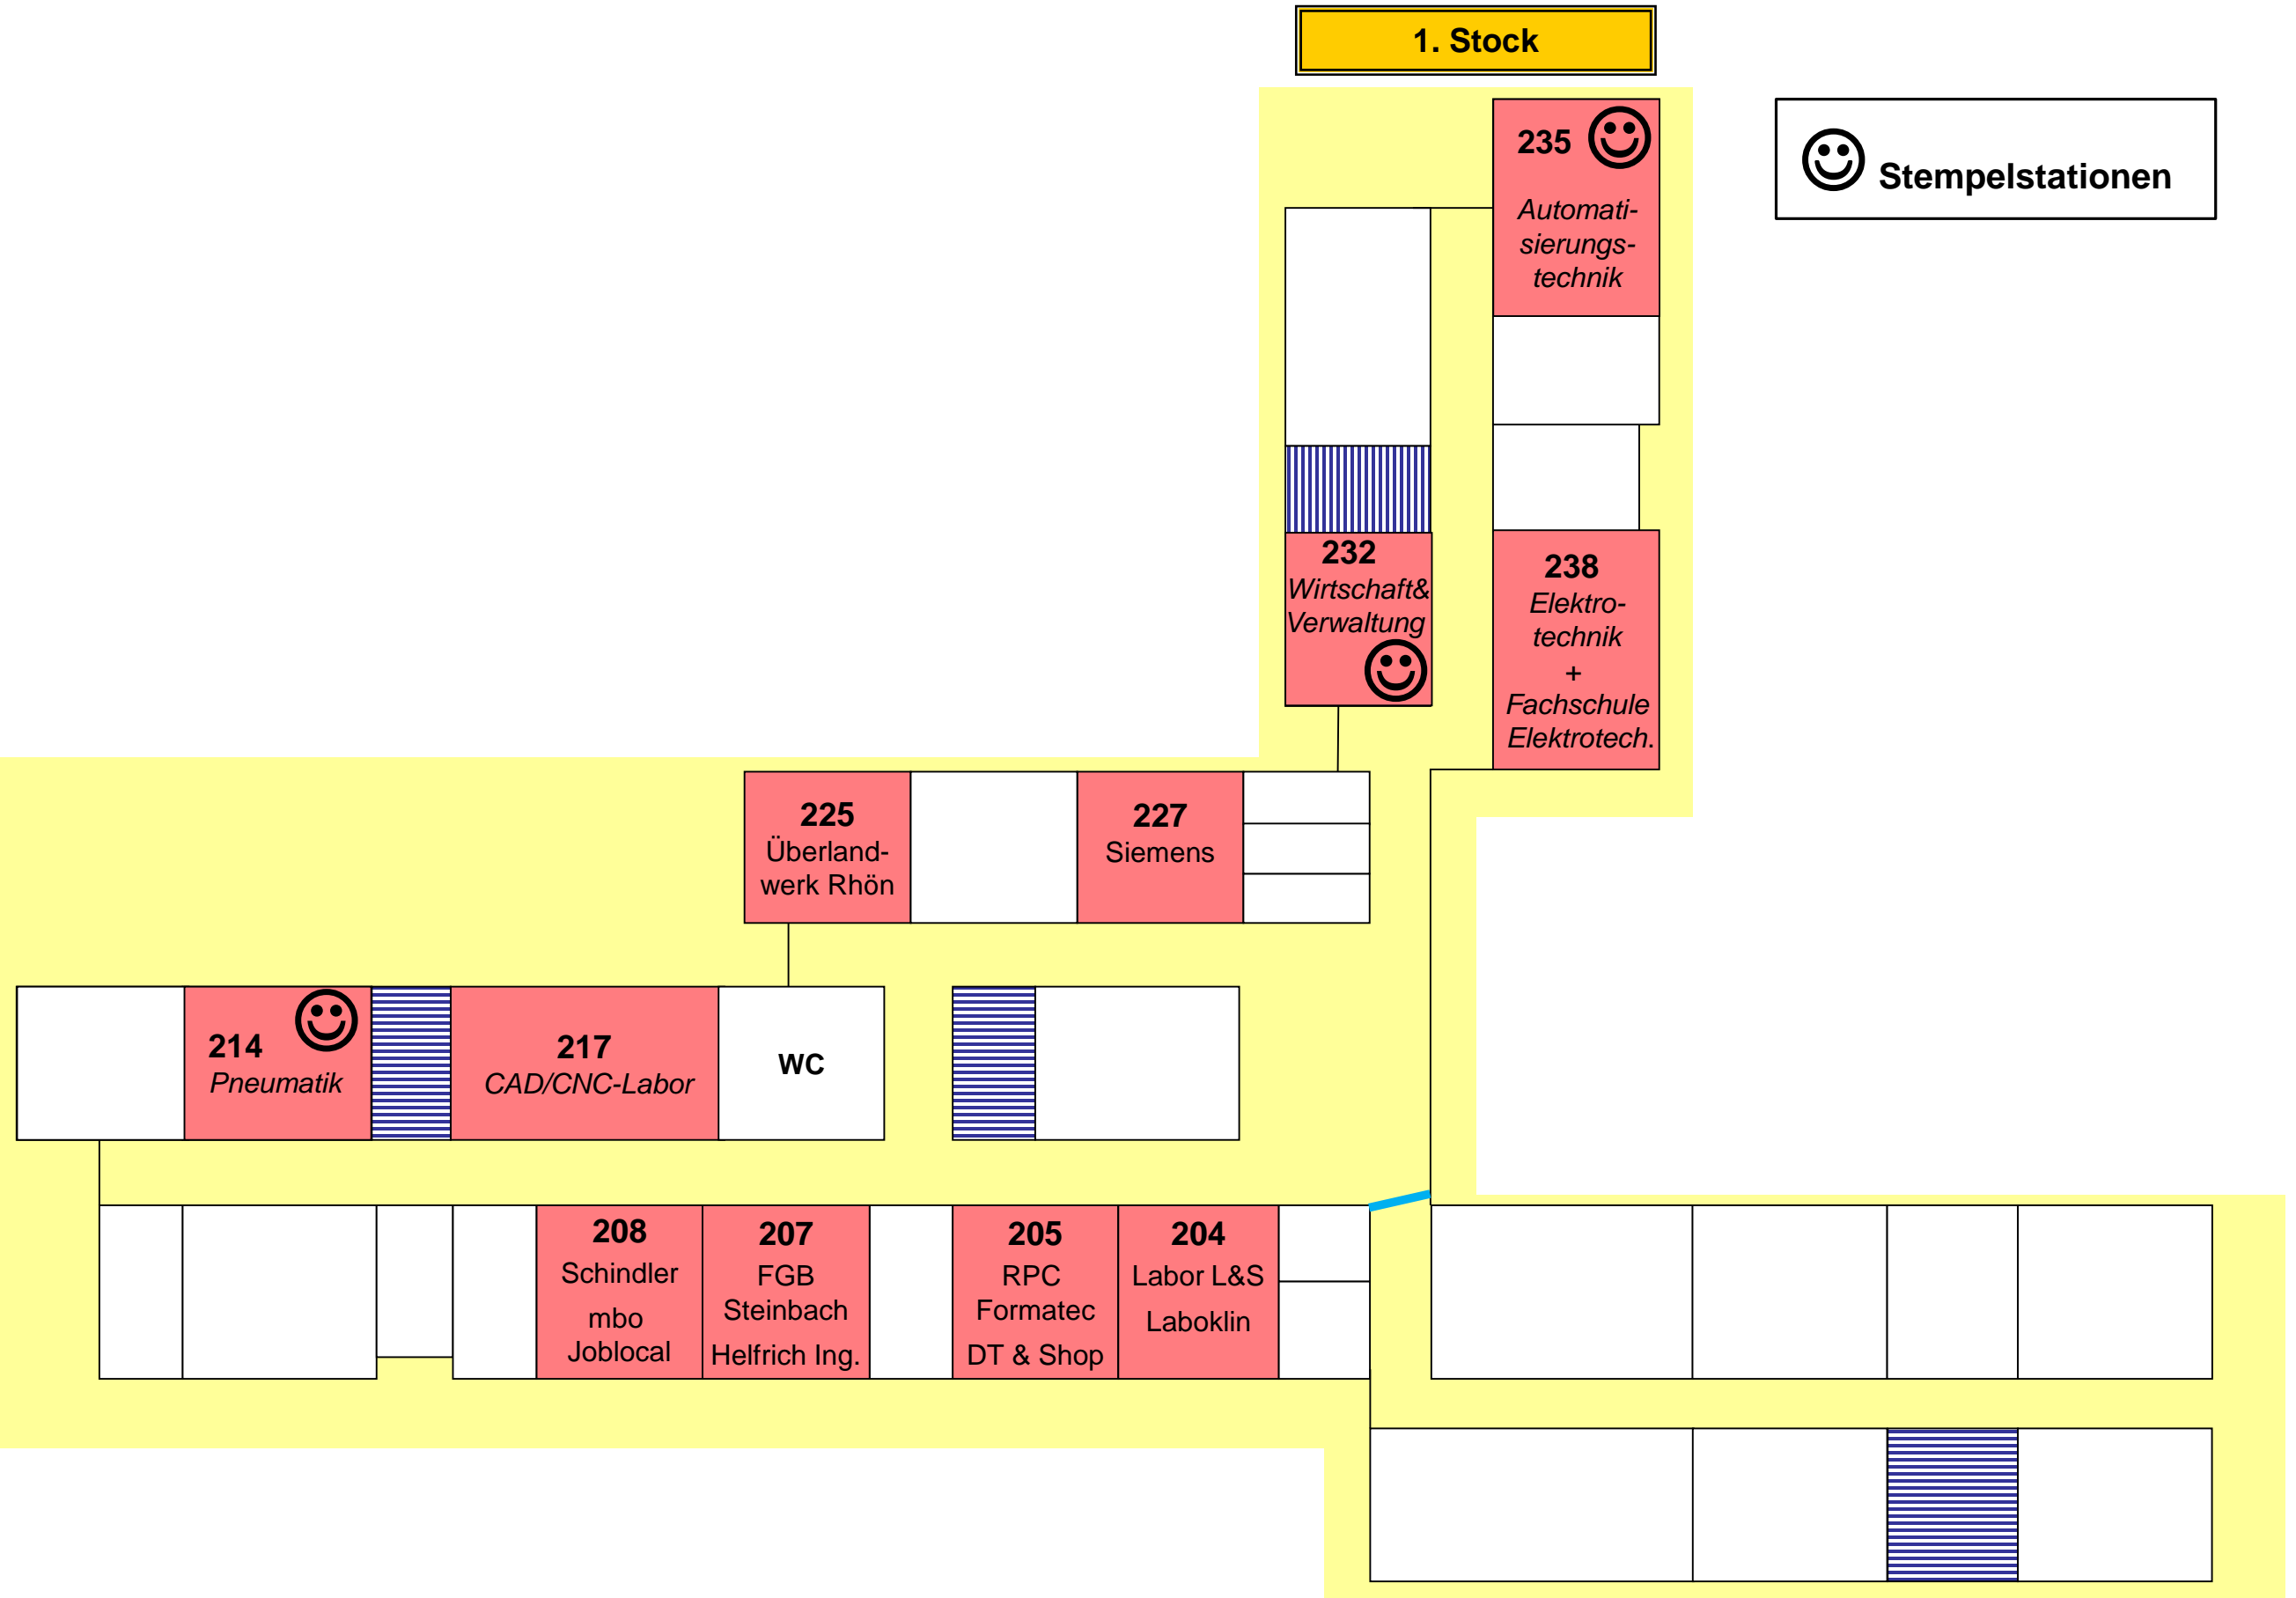 1. Stock
235
Automati-
sierungs-
technik
Stempelstationen
232
Wirtschaft&
Verwaltung
238
Elektro-
technik
+
Fachschule
Elektrotech.
225
Überland-
werk Rhön
227
Siemens
214
Pneumatik
217
CAD/CNC-Labor
WC
208
Schindler
mbo
Joblocal
207
FGB
Steinbach
Helfrich Ing.
205
RPC
Formatec
DT & Shop
204
Labor L&S
Laboklin